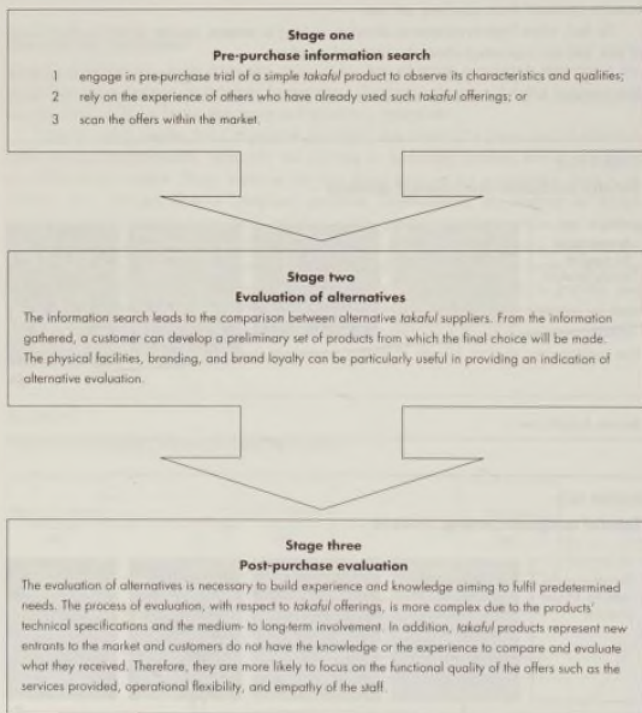 Stage one
Pre-purchase information search
1 engage in pre-purchase trial of a simple takaful product to observe its characteristics and qualities;
2 rely on the experience of others who have already used such takaful offerings; or
3 scan the offers within the market.
Stage two
Evaluation of alternatives
The information search leads to the comparison between alternative takaful suppliers. From the information
gathered, a customer can develop a preliminary set of products from which the final choice will be made.
The physical facilities, branding, and brand loyalty can be particularly useful in providing an indication of
alternative evaluation.
Stage three
Post-purchase evaluation
The evaluation of alternatives is necessary to build experience and knowledge aiming to fulfil predetermined
needs. The process of evaluation, with respect to takaful offerings, is more complex due to the products'
technical specifications and the medium- to long-term involvement. In addition, takaful products represent new
entrants to the market and customers do not have the knowledge or the experience to compare and evaluate
what they received. Therefore, they are more likely to focus on the functional quality of the offers such as the
services provided, operational flexibility, and empathy of the staff.